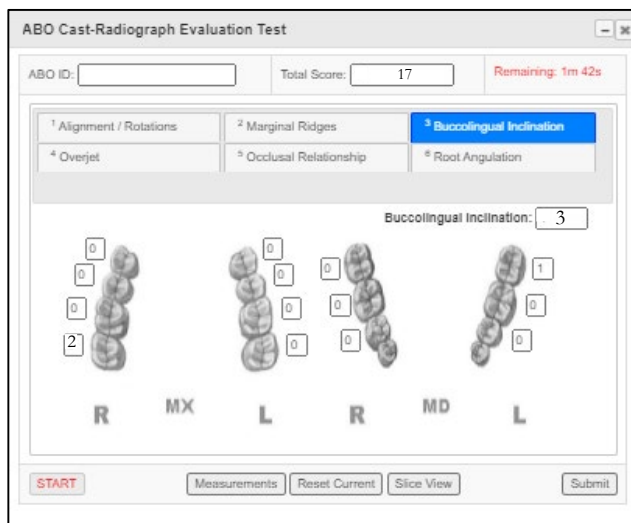 ABO Cast-Radiograph Evaluation Test
ABO ID: Total Score: 17 Remaining: 1m 42s
1 Alignment / Rotations 2 Marginal Ridges 3 Buccolingual Inclination
4 Overjet 5 Occlusal Relationship 6 Root Angulation
Buccolingual Inclination: 3
0 0
0 0 0 1
0 0 0 0
2 0 0 0
R MX L R MD L
START Measurements Reset Current Slice View Submit